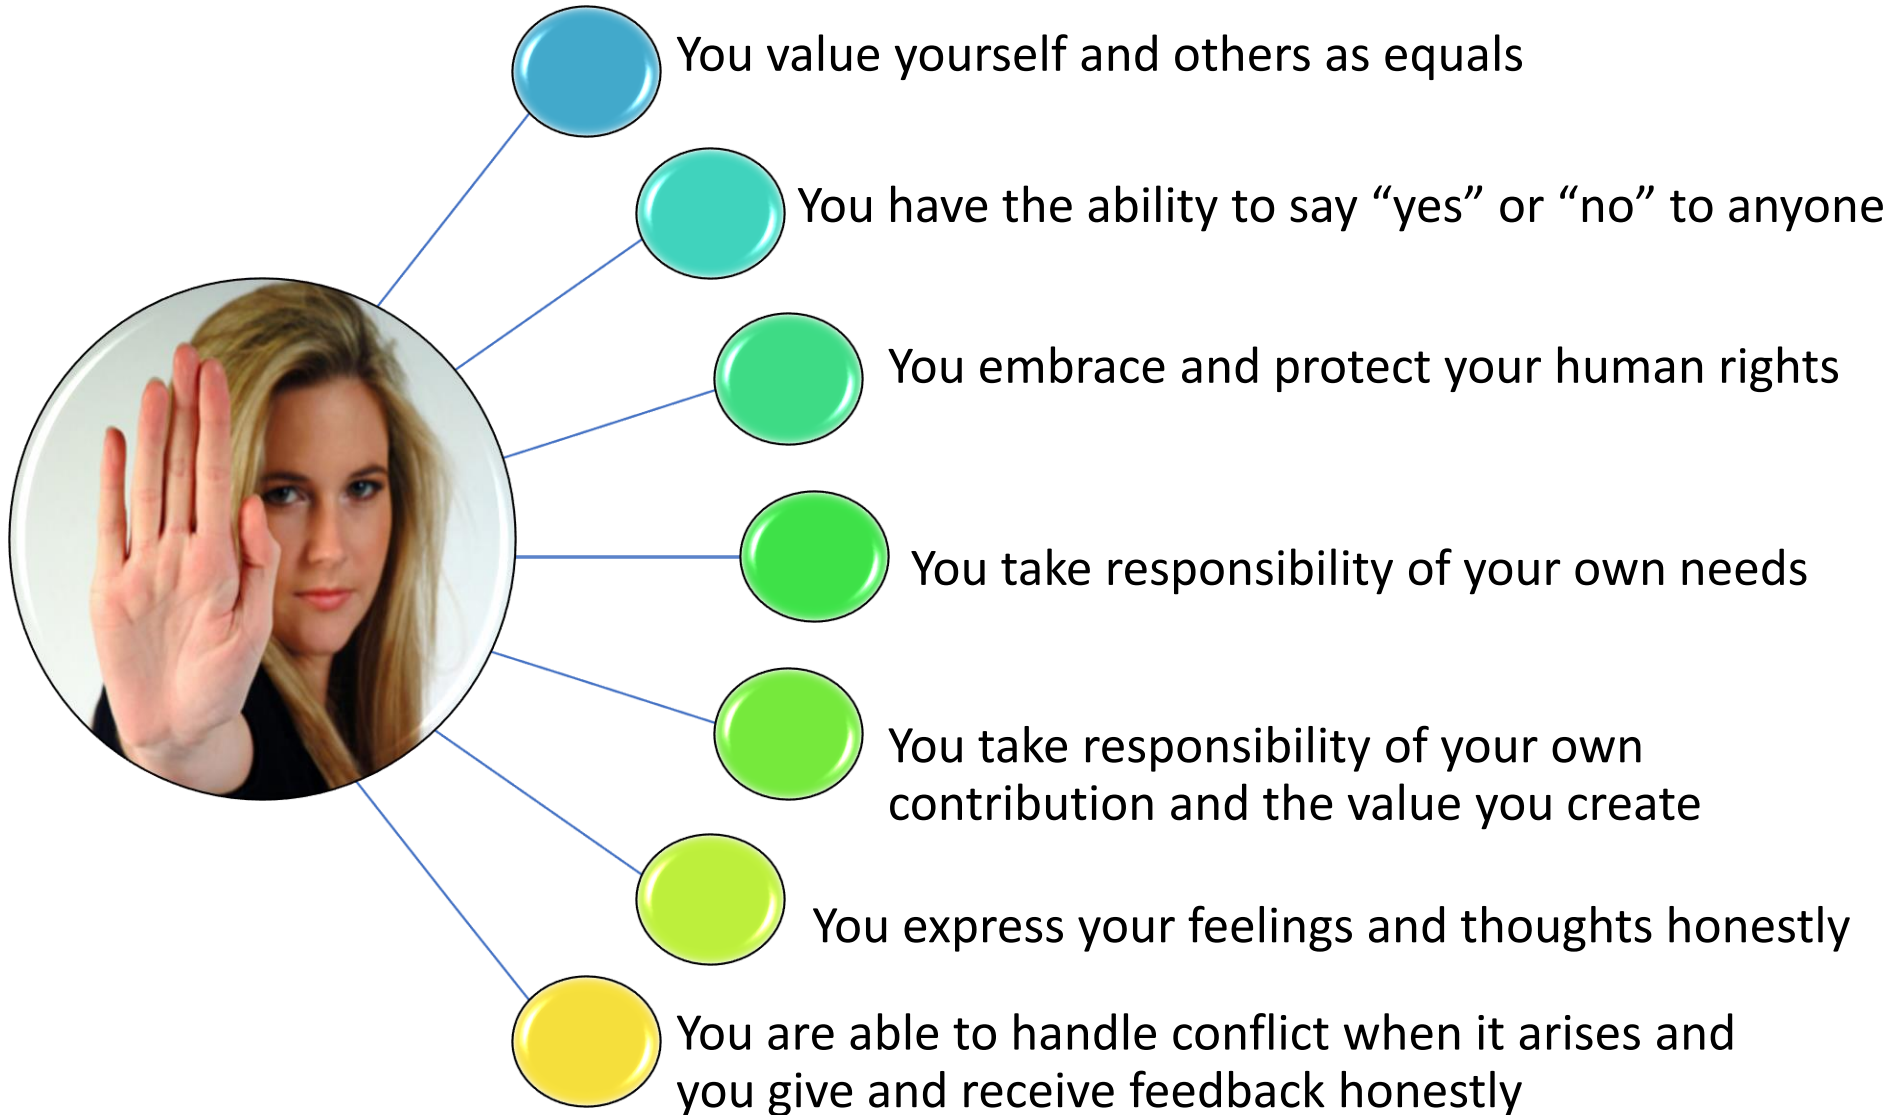 You value yourself and others as equals
You have the ability to say “yes” or “no” to anyone
You embrace and protect your human rights
You take responsibility of your own needs
You take responsibility of your own
contribution and the value you create
You express your feelings and thoughts honestly
You are able to handle conflict when it arises and
you give and receive feedback honestly